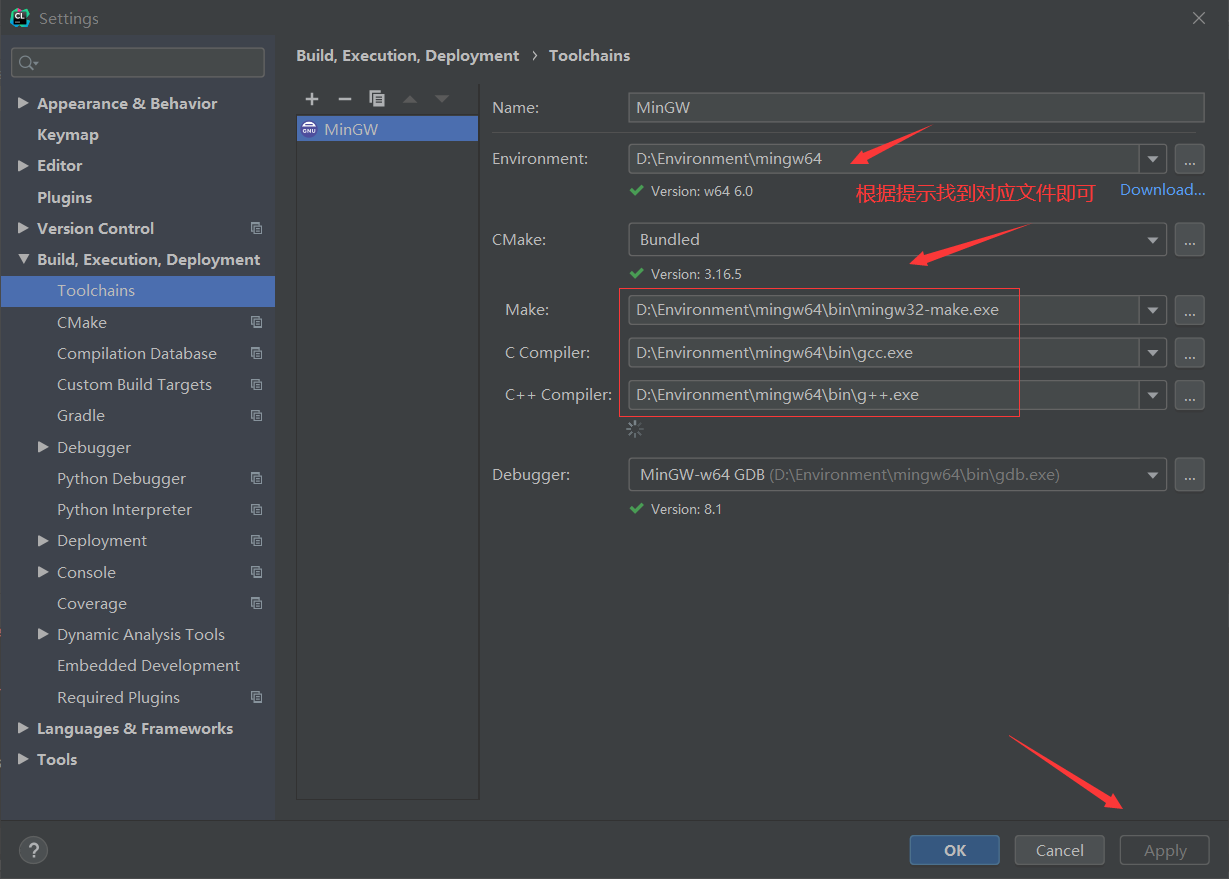 Settings
Build, Execution, Deployment › Toolchains
Appearance & Behavior
Keymap
Editor
Plugins
Version Control
Build, Execution, Deployment
Toolchains
CMake
Compilation Database
Custom Build Targets
Gradle
Debugger
Python Debugger
Python Interpreter
Deployment
Console
Coverage
Dynamic Analysis Tools
Embedded Development
Required Plugins
Languages & Frameworks
Tools
MinGW
Name: MinGW
Environment: D:\Environment\mingw64 ...
Version: w64 6.0
根据提示找到对应文件即可
Download...
CMake: Bundled ...
Version: 3.16.5
Make: D:\Environment\mingw64\bin\mingw32-make.exe ...
C Compiler: D:\Environment\mingw64\bin\gcc.exe ...
C++ Compiler: D:\Environment\mingw64\bin\g++.exe ...
Debugger: MinGW-w64 GDB (D:\Environment\mingw64\bin\gdb.exe) ...
Version: 8.1
?
OK
Cancel
Apply